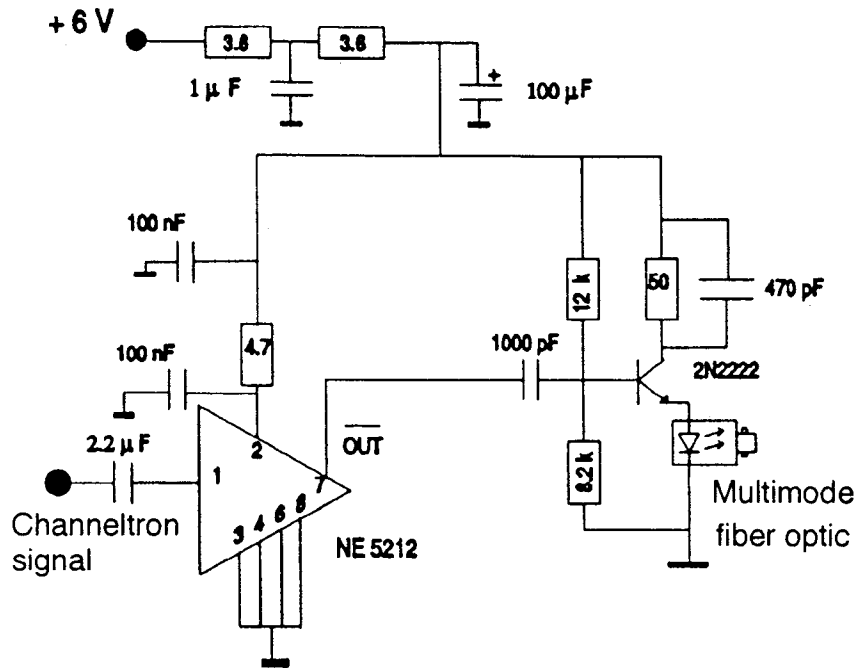 + 6 V
3.6
3.6
1 µ F
+
100 µF
100 nF
12 k
50
470 pF
4.7
1000 pF
100 nF
2N2222
2
OUT
2.2 µ F
1
7
8.2 k
Channeltron
signal
3 4 6 8
NE 5212
Multimode
fiber optic